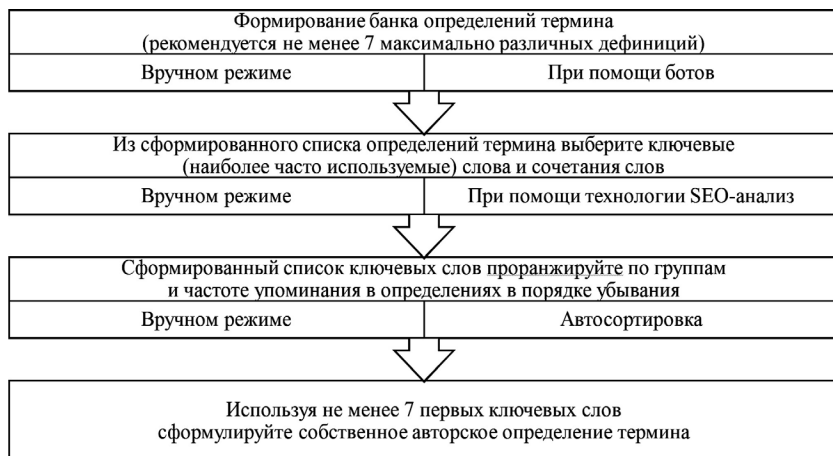 Формирование банка определений термина
(рекомендуется не менее 7 максимально различных дефиниций)
Вручном режиме
При помощи ботов
Из сформированного списка определений термина выберите ключевые
(наиболее часто используемые) слова и сочетания слов
Вручном режиме
При помощи технологии SEO-анализ
Сформированный список ключевых слов проранжируйте по группам
и частоте упоминания в определениях в порядке убывания
Вручном режиме
Автосортировка
Используя не менее 7 первых ключевых слов
сформулируйте собственное авторское определение термина